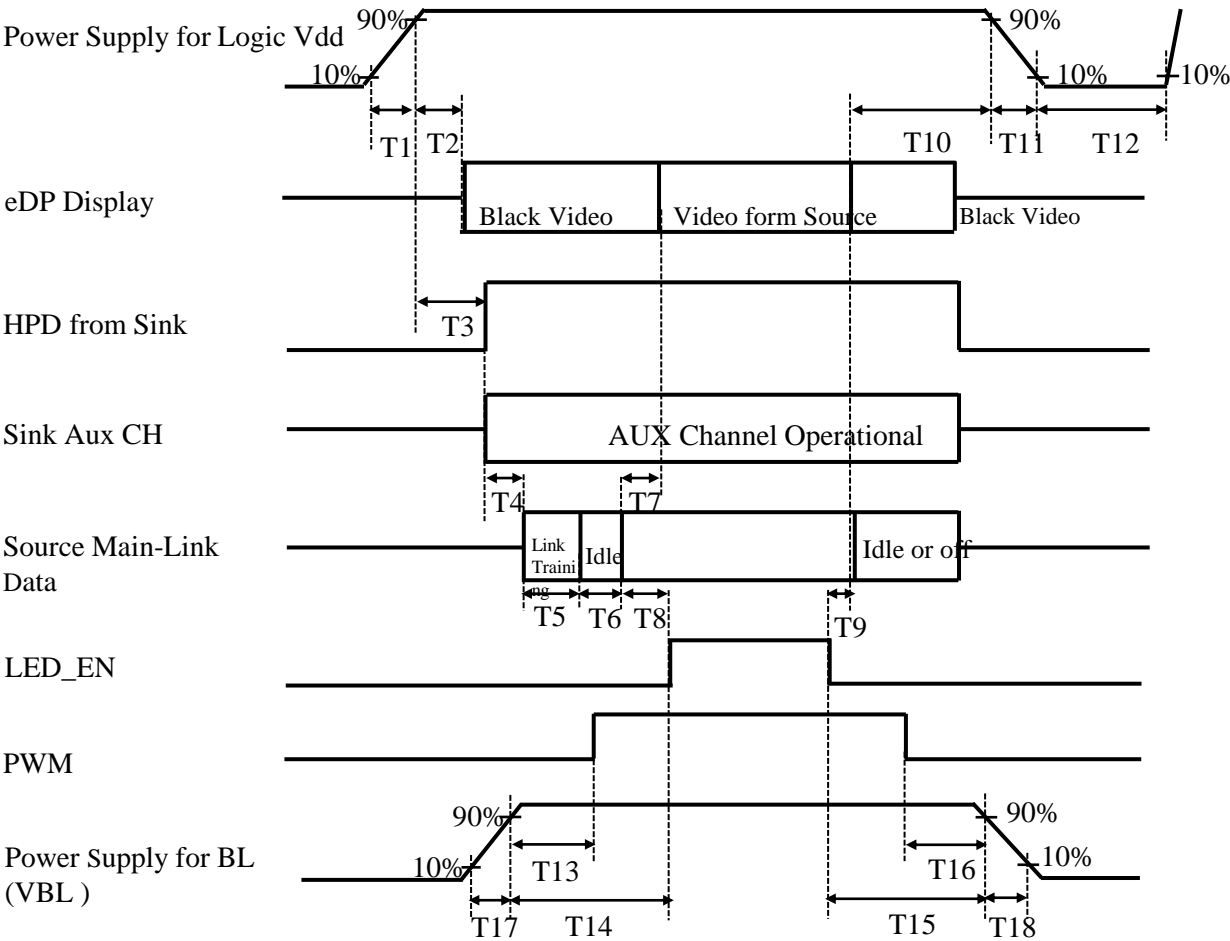 90%
90%
Power Supply for Logic Vdd
10%
10%
10%
T1
T2
T10
T11
T12
eDP Display
Black Video
Video form Source
Black Video
T3
HPD from Sink
Sink Aux CH
AUX Channel Operational
T4
T7
Source Main-Link
Data
Link
Traini
ng
Idle
Idle or off
T5
T6
T8
T9
LED_EN
PWM
90%
90%
Power Supply for BL
(VBL )
10%
10%
T13
T16
T17
T14
T15
T18